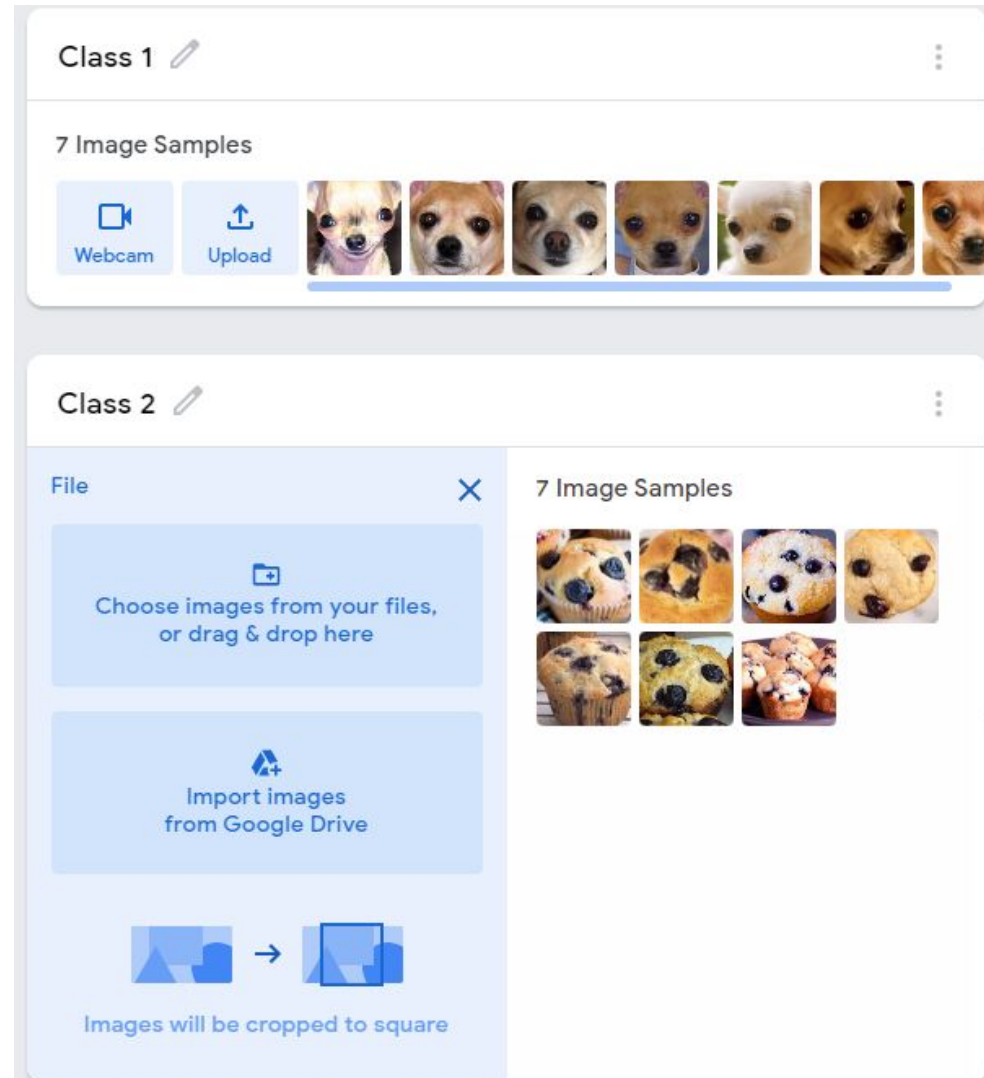 Class 1
7 Image Samples
Webcam
Upload
Class 2
File
Choose images from your files,
or drag & drop here
Import images
from Google Drive
Images will be cropped to square
7 Image Samples